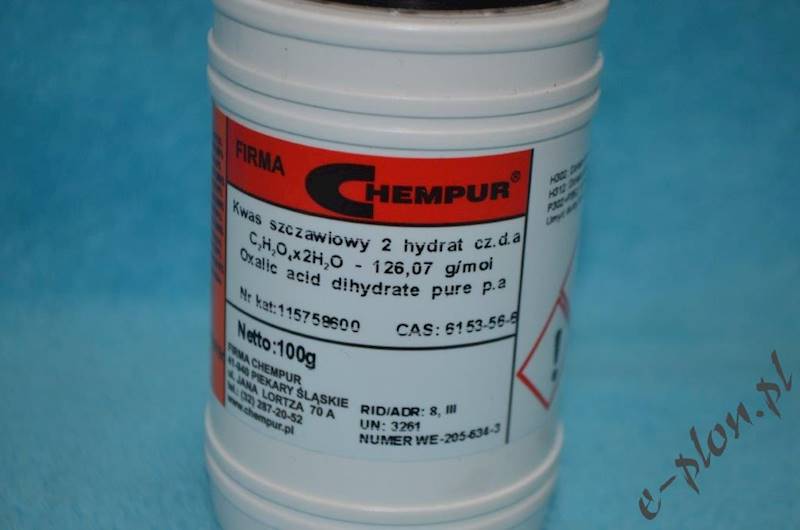 FIRMA CHEMPUR®
Kwas szczawiowy 2 hydrat cz.d.a
C₂H₂O₄x2H₂O - 126,07 g/mol
Oxalic acid dihydrate pure p.a
Nr kat:115758600 CAS: 6153-56-6
Netto:100g
FIRMA CHEMPUR
41-940 PIEKARY ŚLĄSKIE
ul. JANA LORTZA 70 A
tel.: (32) 287-20-52
www.chempur.pl
RID/ADR: 8, III
UN: 3261
NUMER WE-205-634-3
H302:
H312:
e-plon.pl